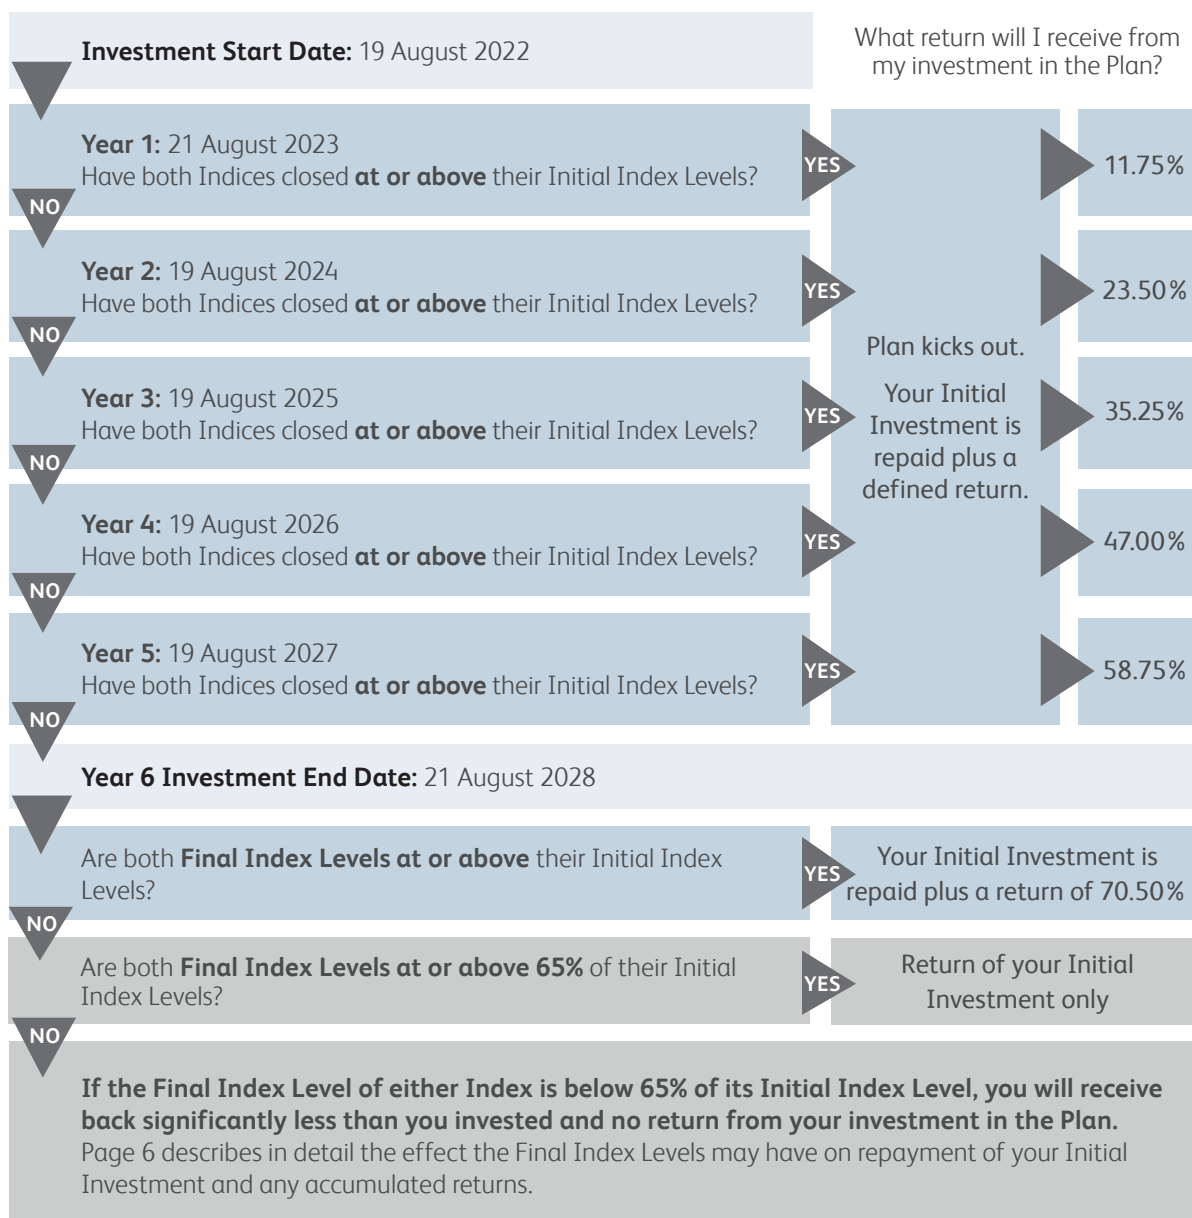 Investment Start Date: 19 August 2022
What return will I receive from
my investment in the Plan?
Year 1: 21 August 2023
Have both Indices closed at or above their Initial Index Levels?
YES
11.75%
NO
Year 2: 19 August 2024
Have both Indices closed at or above their Initial Index Levels?
YES
23.50%
NO
Year 3: 19 August 2025
Have both Indices closed at or above their Initial Index Levels?
YES
35.25%
NO
Year 4: 19 August 2026
Have both Indices closed at or above their Initial Index Levels?
YES
47.00%
NO
Year 5: 19 August 2027
Have both Indices closed at or above their Initial Index Levels?
YES
58.75%
NO
Plan kicks out.
Your Initial
Investment is
repaid plus a
defined return.
Year 6 Investment End Date: 21 August 2028
Are both Final Index Levels at or above their Initial Index
Levels?
YES
Your Initial Investment is
repaid plus a return of 70.50%
NO
Are both Final Index Levels at or above 65% of their Initial
Index Levels?
YES
Return of your Initial
Investment only
NO
If the Final Index Level of either Index is below 65% of its Initial Index Level, you will receive
back significantly less than you invested and no return from your investment in the Plan.
Page 6 describes in detail the effect the Final Index Levels may have on repayment of your Initial
Investment and any accumulated returns.